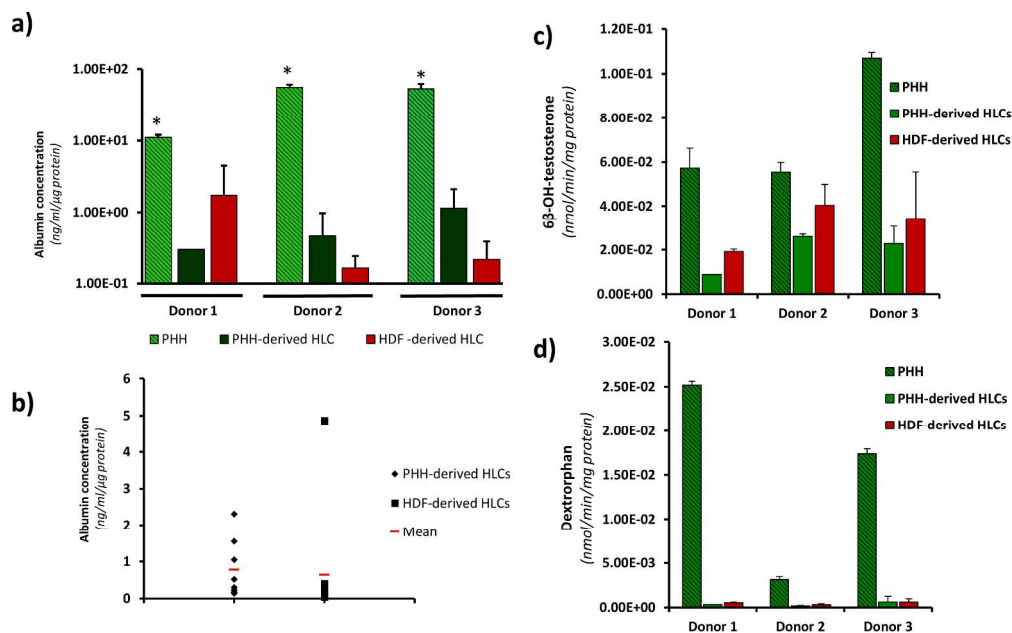 a)
Albumin concentration
(ng/ml/µg protein)
1.00E+02
1.00E+01
1.00E+00
1.00E-01
*
*
*
Donor 1
Donor 2
Donor 3
PHH
PHH-derived HLC
HDF -derived HLC
b)
Albumin concentration
(ng/ml/µg protein)
6
5
4
3
2
1
0
PHH-derived HLCs
HDF-derived HLCs
Mean
c)
6β-OH-testosterone
(nmol/min/mg protein)
1.20E-01
1.00E-01
8.00E-02
6.00E-02
4.00E-02
2.00E-02
0.00E+00
PHH
PHH-derived HLCs
HDF-derived HLCs
Donor 1
Donor 2
Donor 3
d)
Dextrorphan
(nmol/min/mg protein)
3.00E-02
2.50E-02
2.00E-02
1.50E-02
1.00E-02
5.00E-03
0.00E+00
PHH
PHH-derived HLCs
HDF-derived HLCs
Donor 1
Donor 2
Donor 3